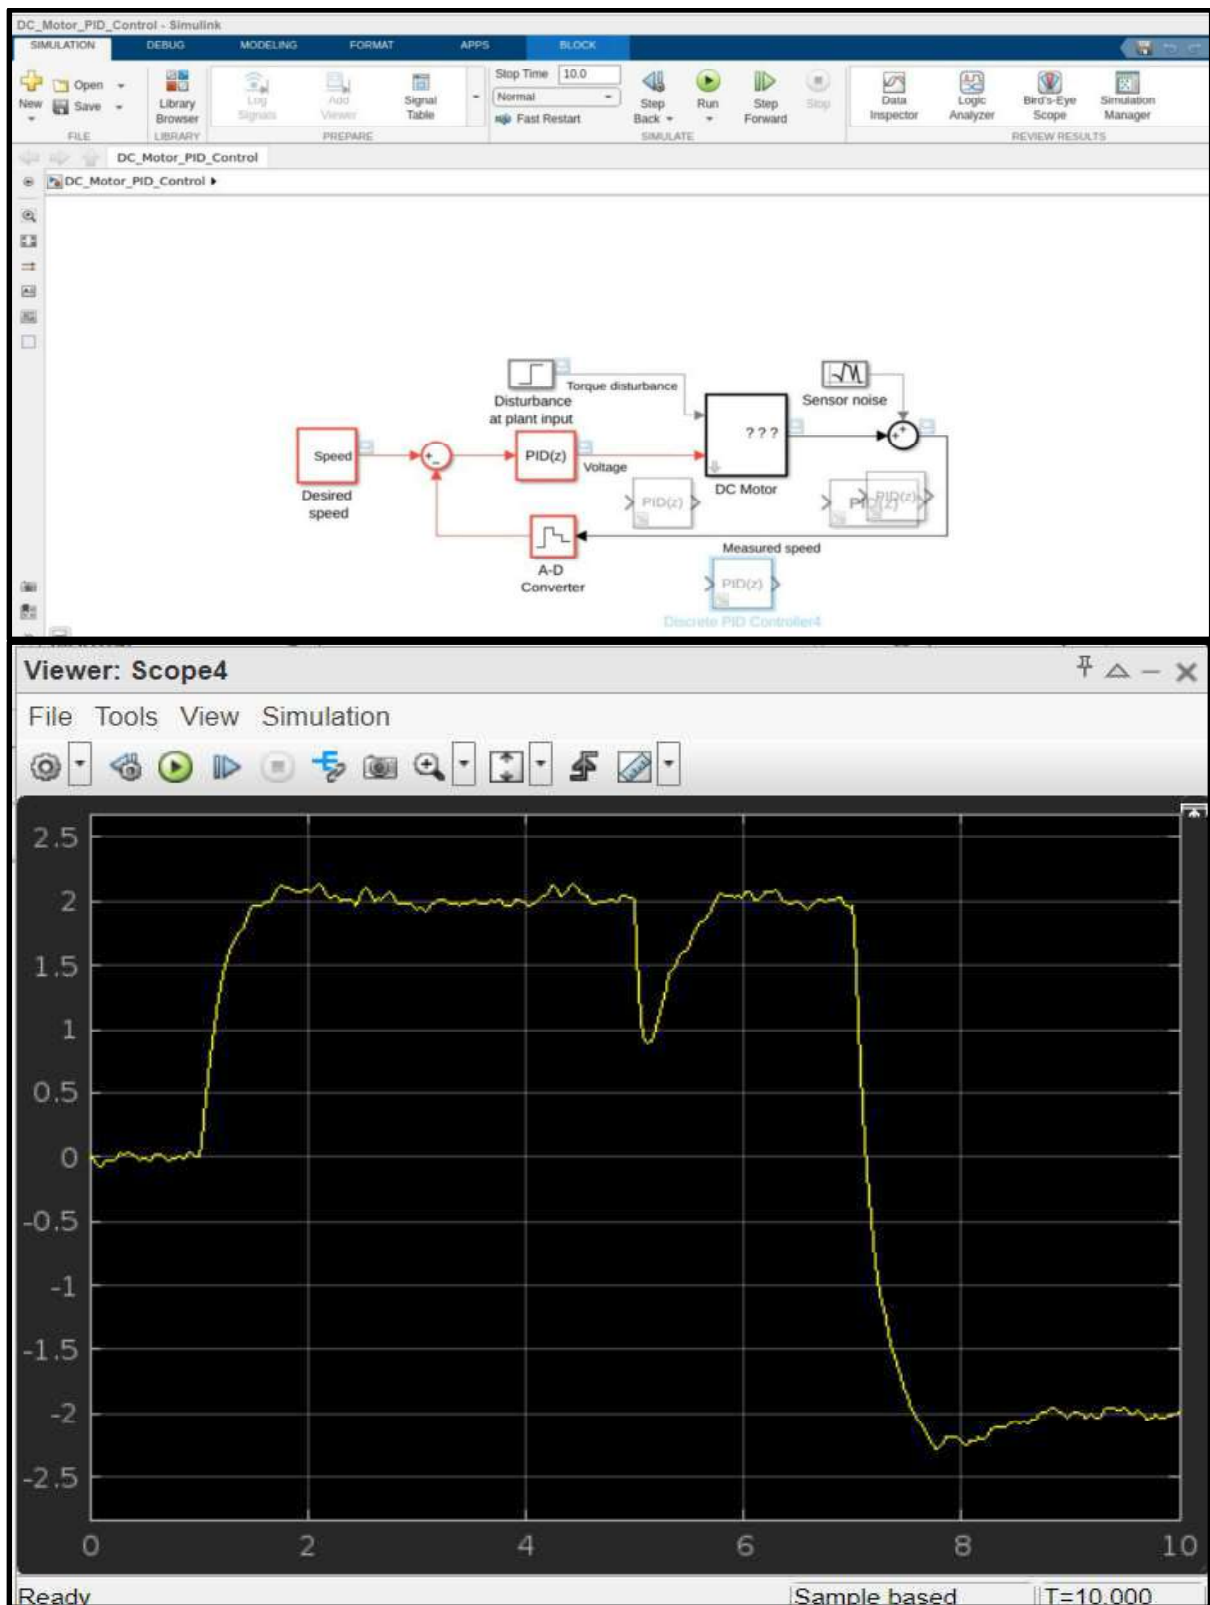 DC_Motor_PID_Control - Simulink
SIMULATION DEBUG MODELING FORMAT APPS BLOCK
New
Open
Save
FILE
Library
Browser
LIBRARY
Log
Signals
Add
Viewer
Signal
Table
PREPARE
Stop Time 10.0
Normal
Fast Restart
Step
Back
Run
Step
Forward
Stop
SIMULATE
Data
Inspector
Logic
Analyzer
Bird's-Eye
Scope
Simulation
Manager
REVIEW RESULTS
DC_Motor_PID_Control
DC_Motor_PID_Control
Torque disturbance
Disturbance
at plant input
Sensor noise
Speed
Desired
speed
PID(z)
Voltage
? ? ?
DC Motor
PID(z)
PID(z)
PID(z)
A-D
Converter
Measured speed
PID(z)
Discrete PID Controller4
Viewer: Scope4
File Tools View Simulation
2.5
2
1.5
1
0.5
0
-0.5
-1
-1.5
-2
-2.5
0 2 4 6 8 10
Ready Sample based T=10.000